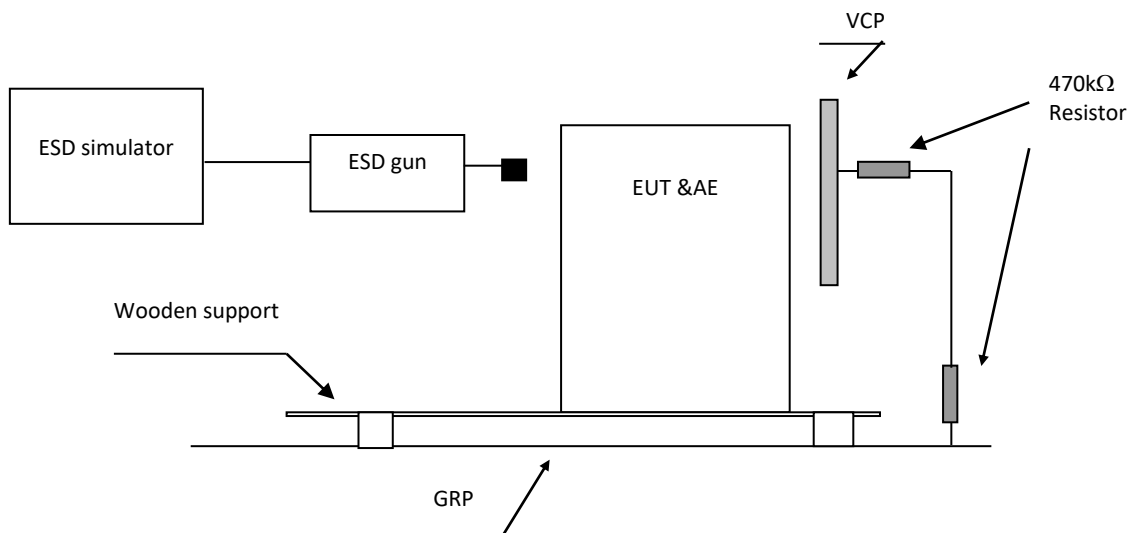 VCP
470kΩ
Resistor
ESD simulator
ESD gun
EUT &AE
Wooden support
GRP